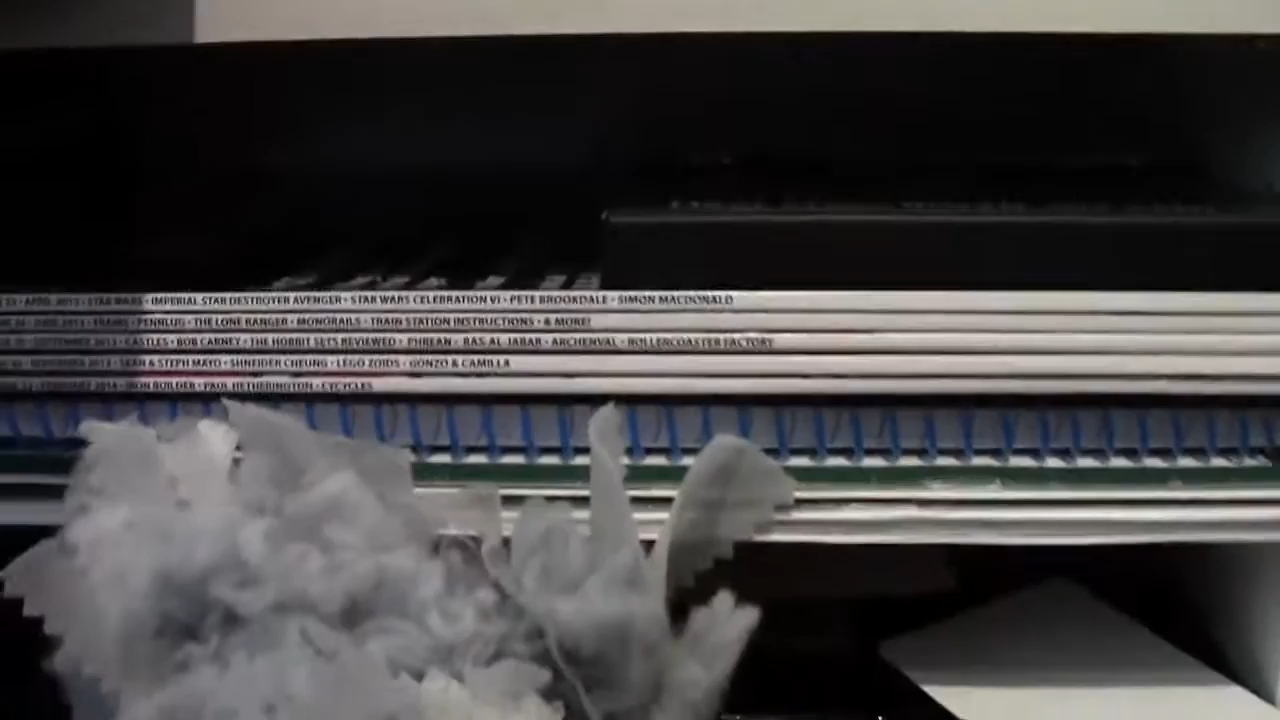 APRIL 2013 • STAR WARS • IMPERIAL STAR DESTROYER AVENGER • STAR WARS CELEBRATION VI • PETE BROOKDALE • SIMON MACDONALD
JUNE 2013 • TRAINS • PENNLUG • THE LONE RANGER • MONORAILS • TRAIN STATION INSTRUCTIONS • & MORE!
SEPTEMBER 2013 • CASTLES • BOB CARNEY • THE HOBBIT SETS REVIEWED • PHREAN • RAS AL-JABAR • ARCHENVAL • ROLLERCOASTER FACTORY
NOVEMBER 2013 • SEAN & STEPH MAYO • SHNEIDER CHEUNG • LEGO ZOIDS • GONZO & CAMILLA
FEBRUARY 2014 • IRON BUILDER • PAUL HETHERINGTON • CYCYCLES